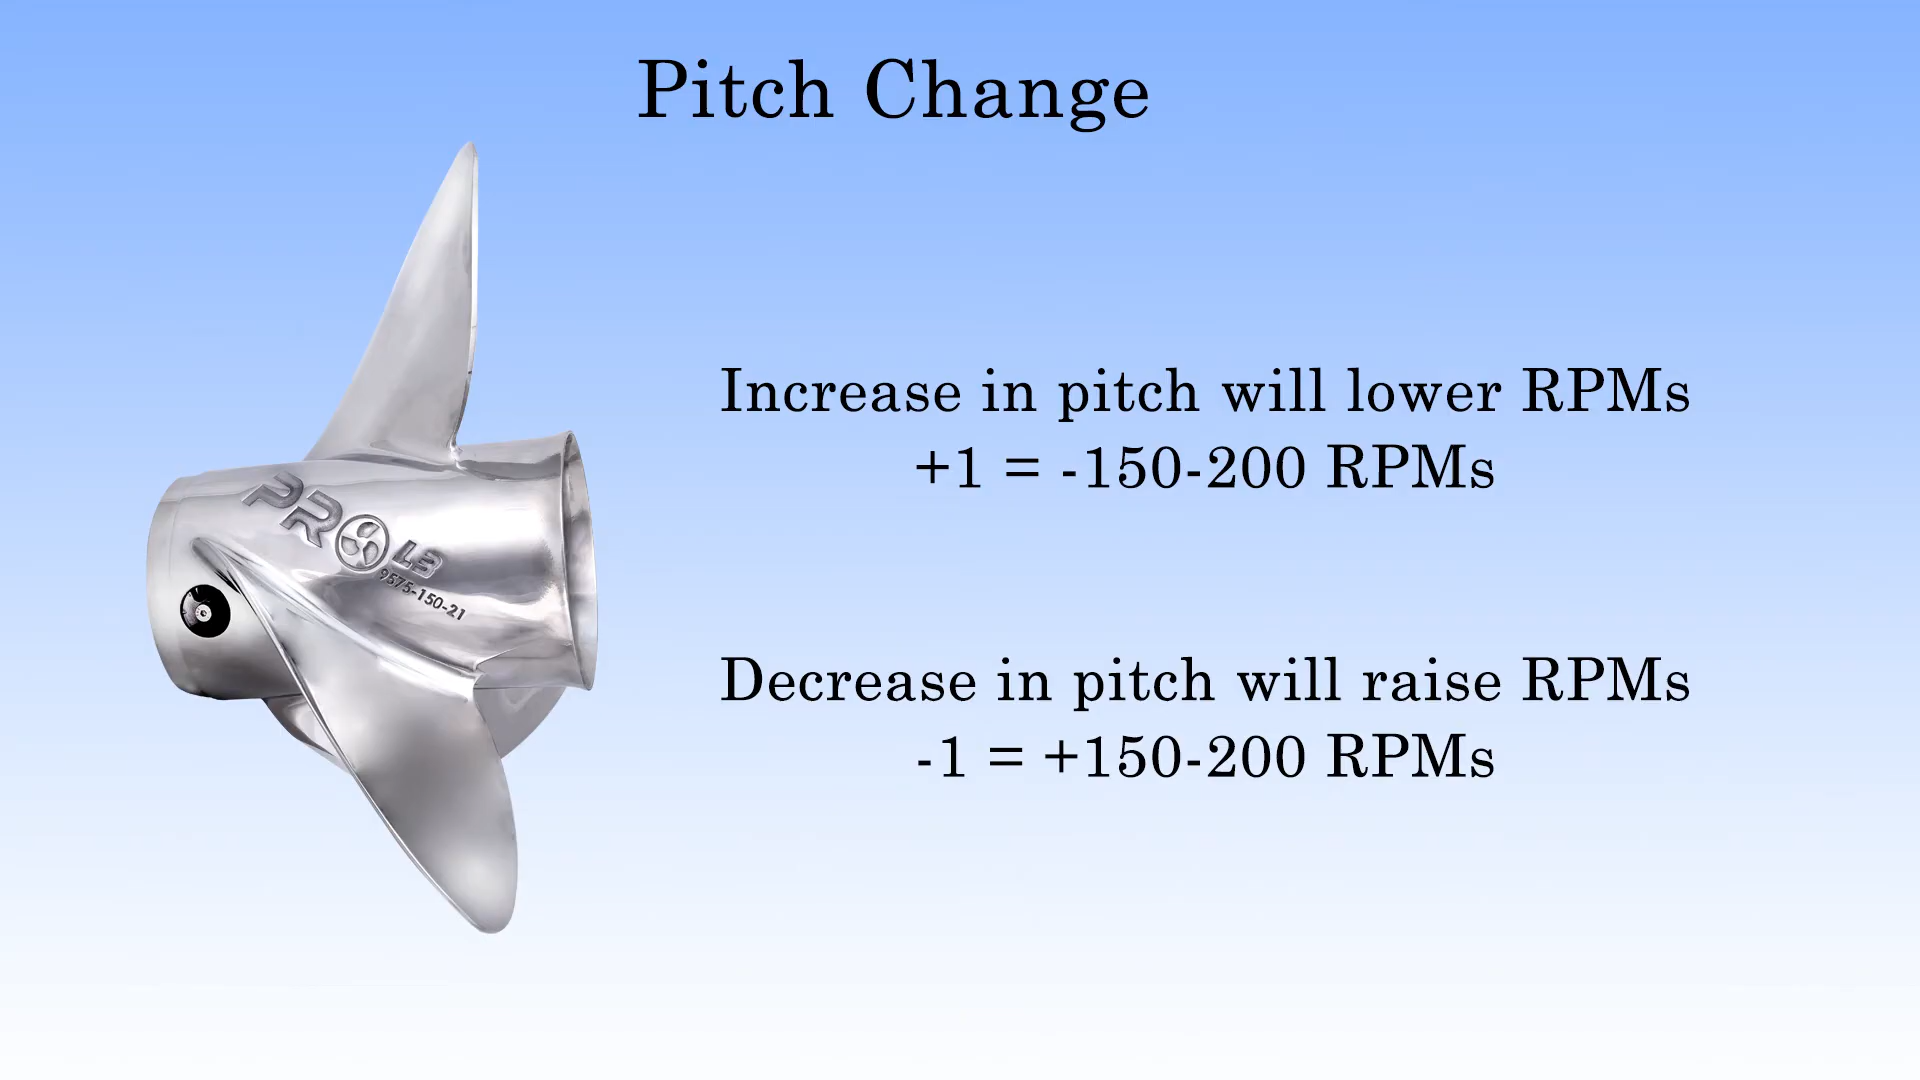 Pitch Change
Increase in pitch will lower RPMs
+1 = -150-200 RPMs
PRO L3
9575-150-21
Decrease in pitch will raise RPMs
-1 = +150-200 RPMs